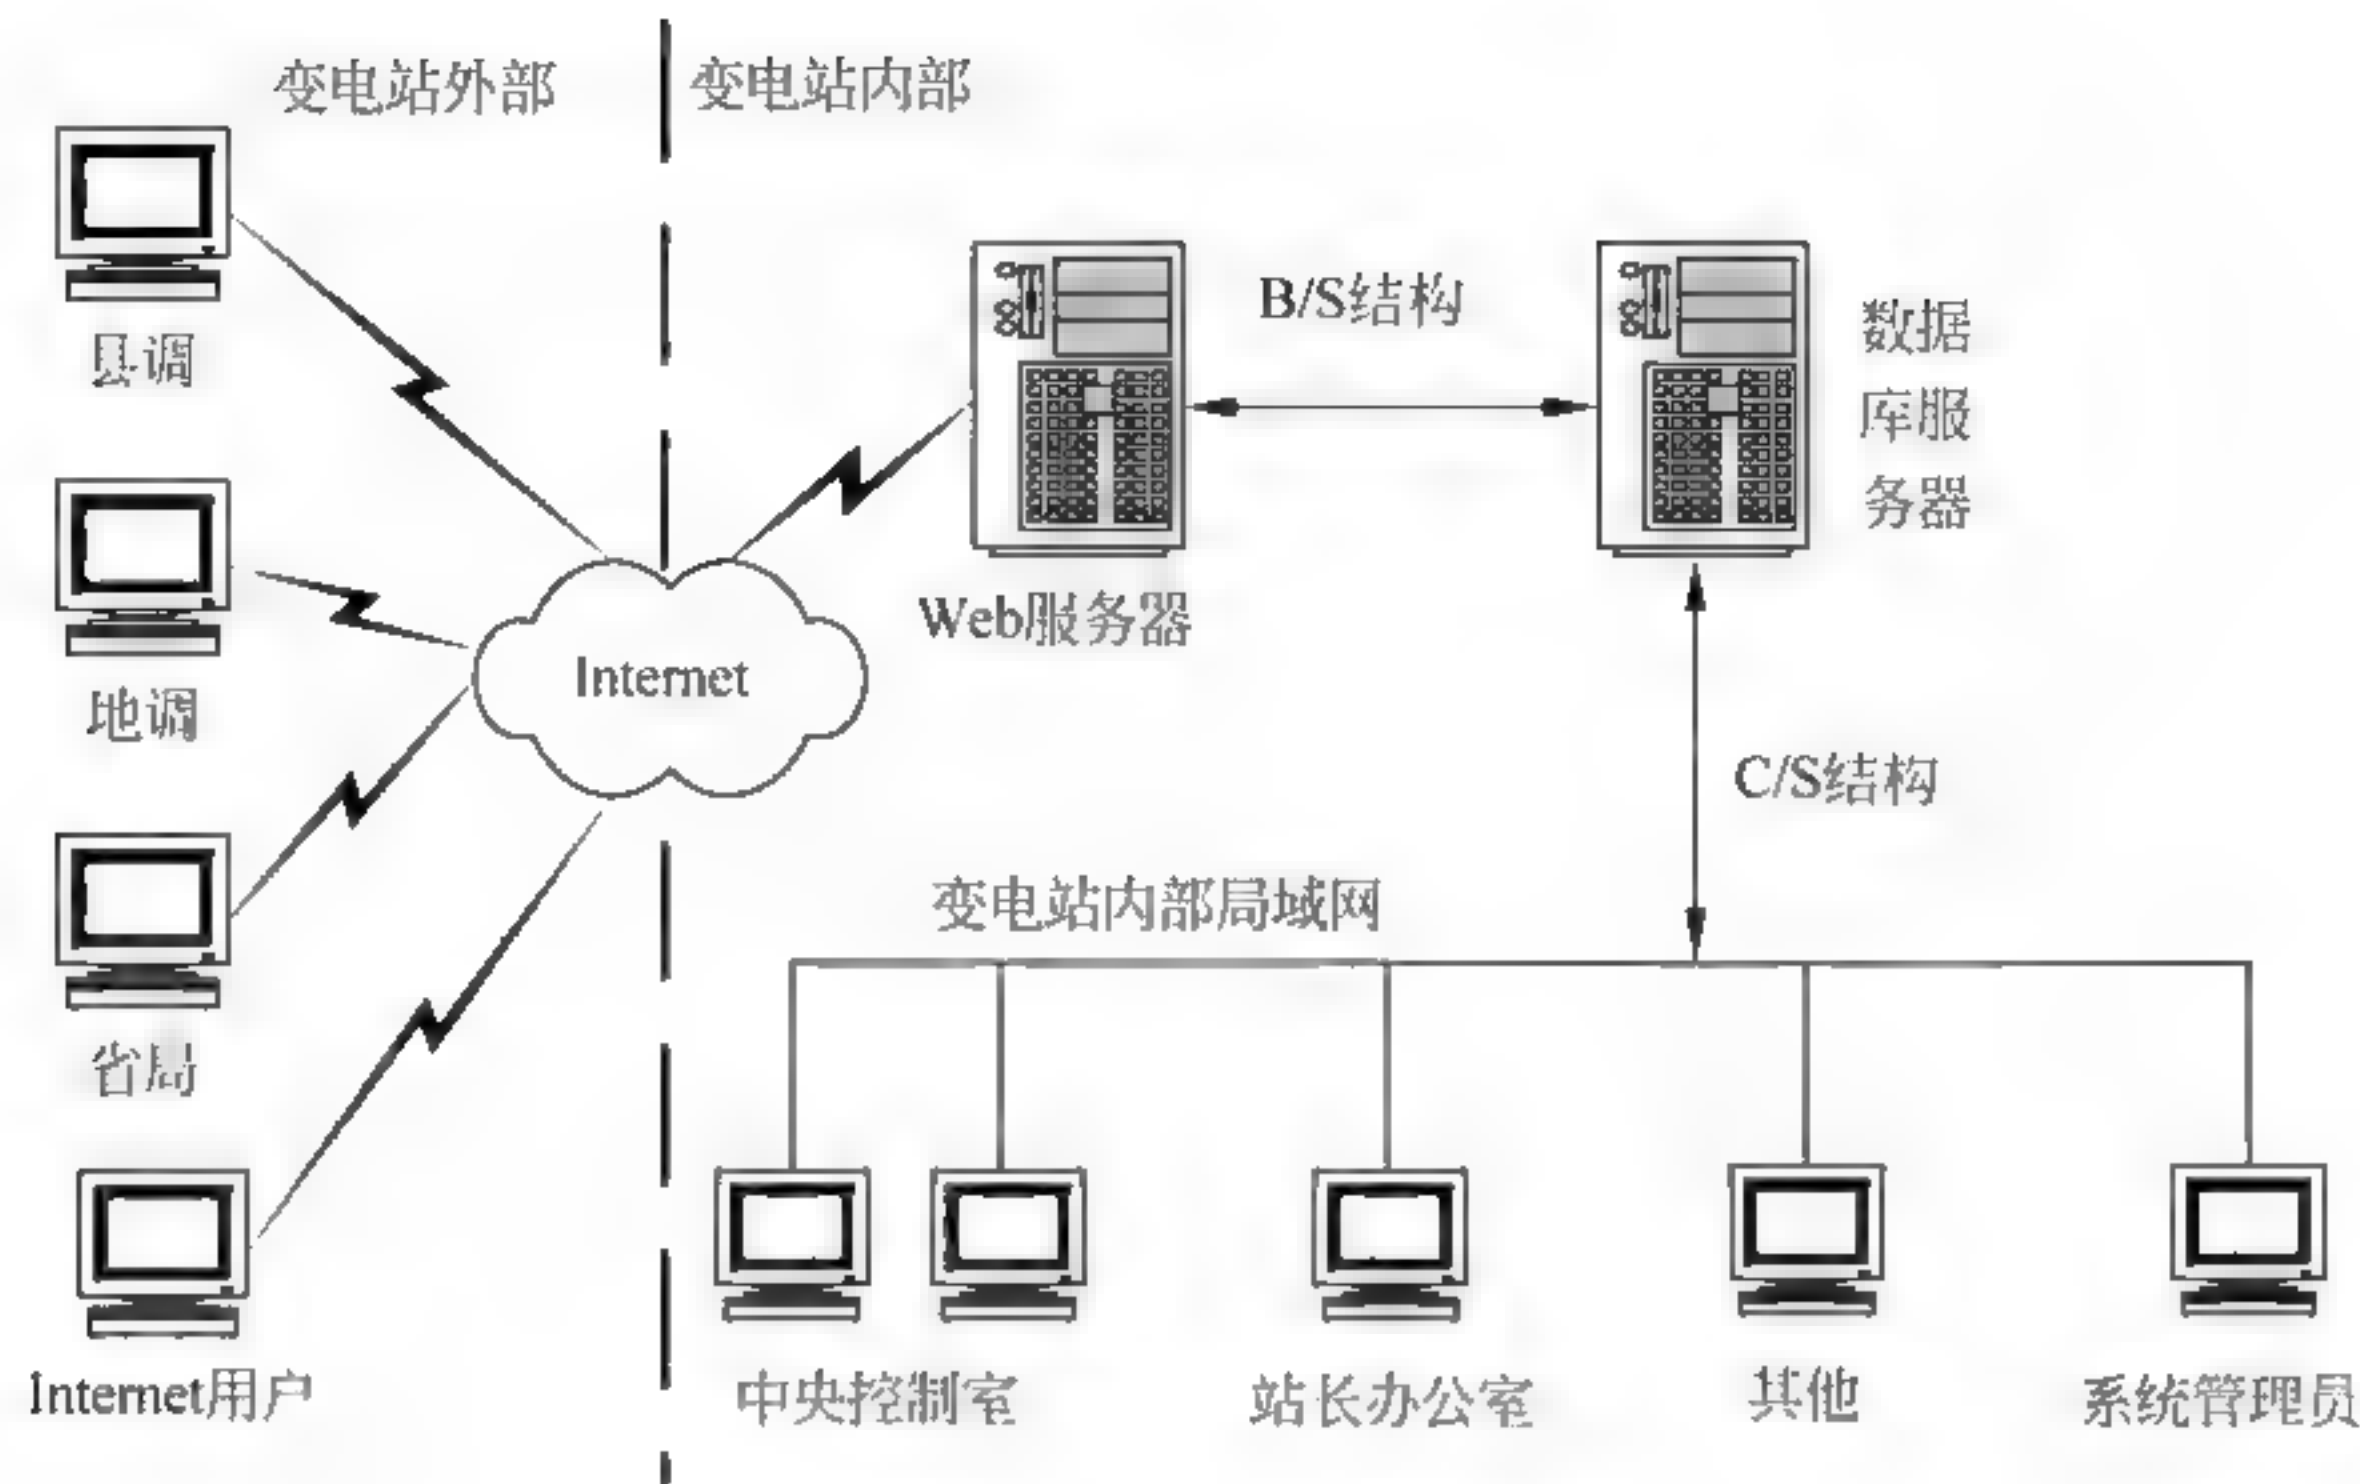 变电站外部
变电站内部
县调
B/S结构
数据
库服
务器
Web服务器
地调
Internet
C/S结构
变电站内部局域网
省局
Internet用户
中央控制室
站长办公室
其他
系统管理员